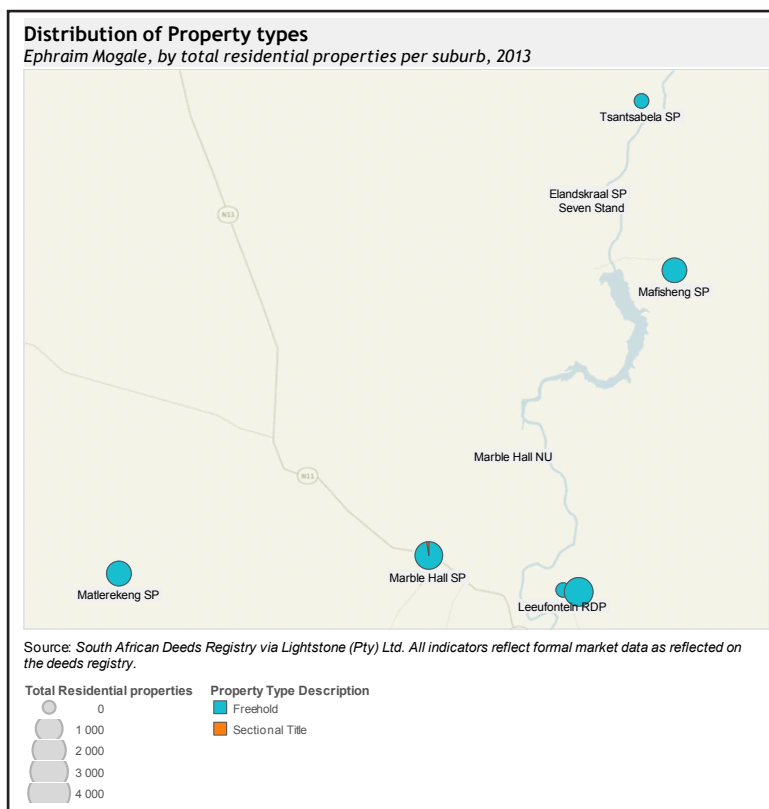 Distribution of Property types
Ephraim Mogale, by total residential properties per suburb, 2013
Tsantsabela SP
Elandskraal SP
Seven Stand
N11
Mafisheng SP
Marble Hall NU
N11
Marble Hall SP
Matlerekeng SP
Leeufontein RDP
Source: South African Deeds Registry via Lightstone (Pty) Ltd. All indicators reflect formal market data as reflected on
the deeds registry.
Total Residential properties
0
1 000
2 000
3 000
4 000
Property Type Description
Freehold
Sectional Title